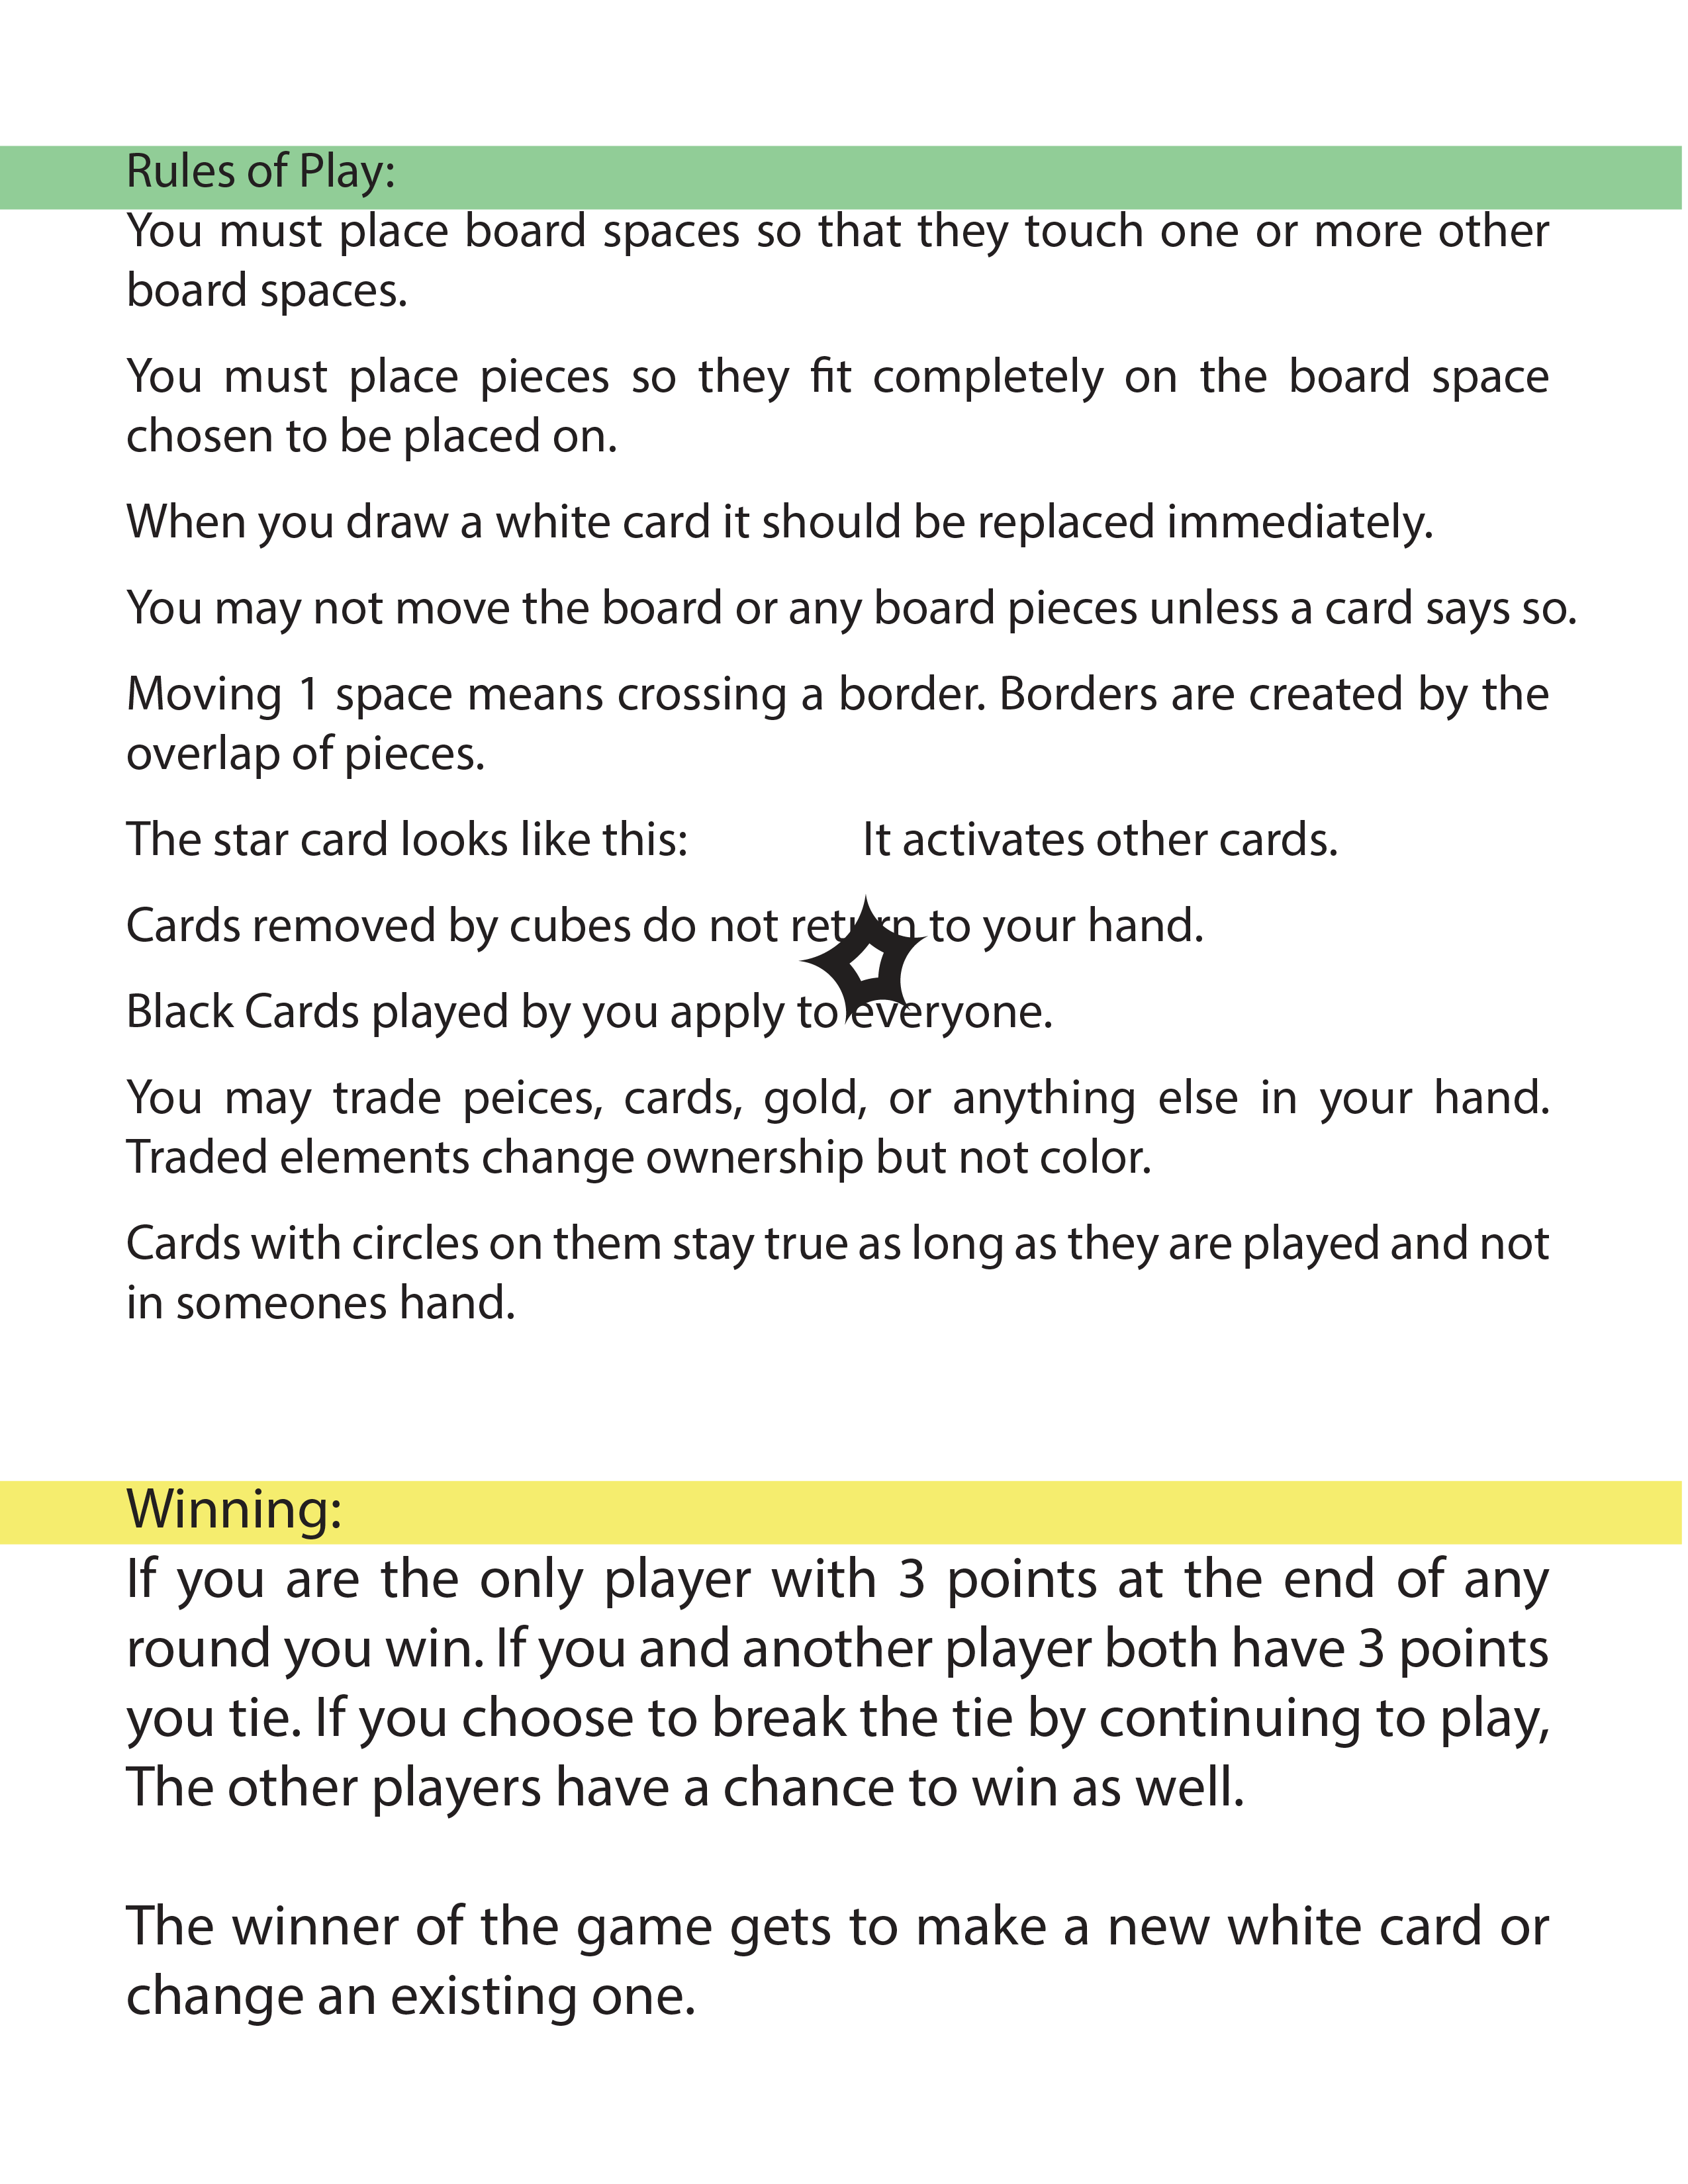 Rules of Play:
You must place board spaces so that they touch one or more other
board spaces.
You must place pieces so they fit completely on the board space
chosen to be placed on.
When you draw a white card it should be replaced immediately.
You may not move the board or any board pieces unless a card says so.
Moving 1 space means crossing a border. Borders are created by the
overlap of pieces.
The star card looks like this: It activates other cards.
Cards removed by cubes do not return to your hand.
Black Cards played by you apply to everyone.
You may trade peices, cards, gold, or anything else in your hand.
Traded elements change ownership but not color.
Cards with circles on them stay true as long as they are played and not
in someones hand.
Winning:
If you are the only player with 3 points at the end of any
round you win. If you and another player both have 3 points
you tie. If you choose to break the tie by continuing to play,
The other players have a chance to win as well.
The winner of the game gets to make a new white card or
change an existing one.